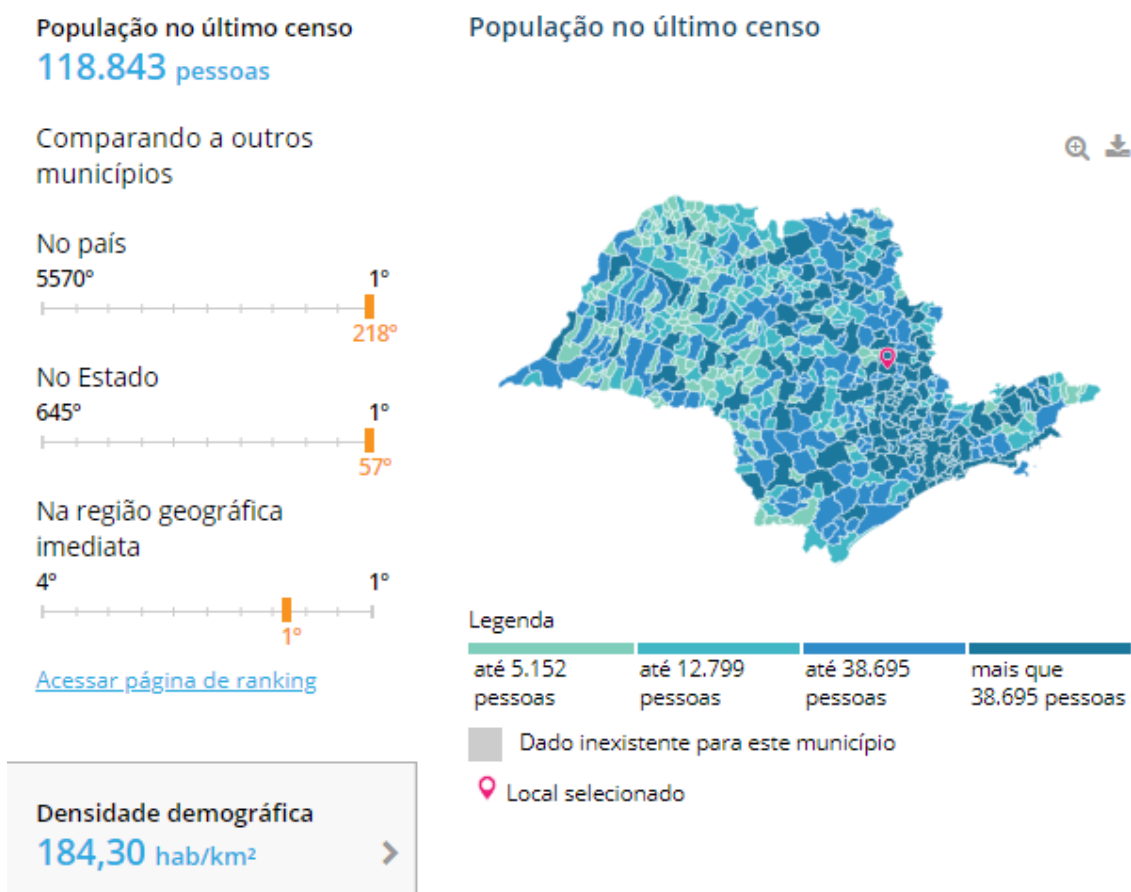 População no último censo
118.843 pessoas
Comparando a outros
municípios
No país
5570º 1º
218º
No Estado
645º 1º
57º
Na região geográfica
imediata
4º 1º
1º
Acessar página de ranking
Densidade demográfica
184,30 hab/km²
População no último censo
Legenda
até 5.152
pessoas
até 12.799
pessoas
até 38.695
pessoas
mais que
38.695 pessoas
Dado inexistente para este município
Local selecionado